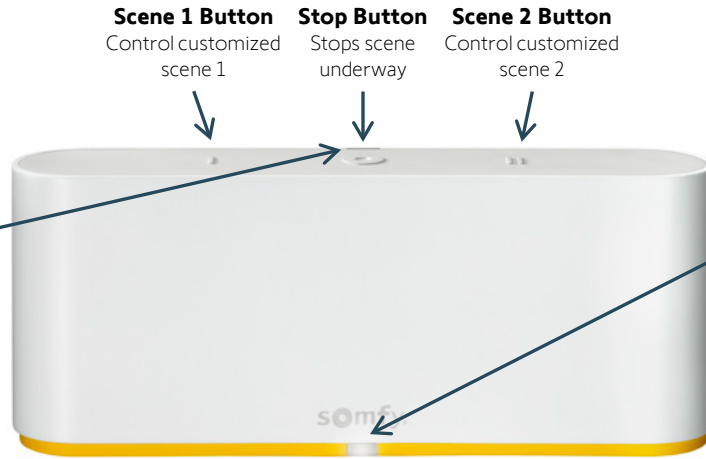 Scene 1 Button
Control customized
scene 1
Stop Button
Stops scene
underway
Scene 2 Button
Control customized
scene 2
somfy.